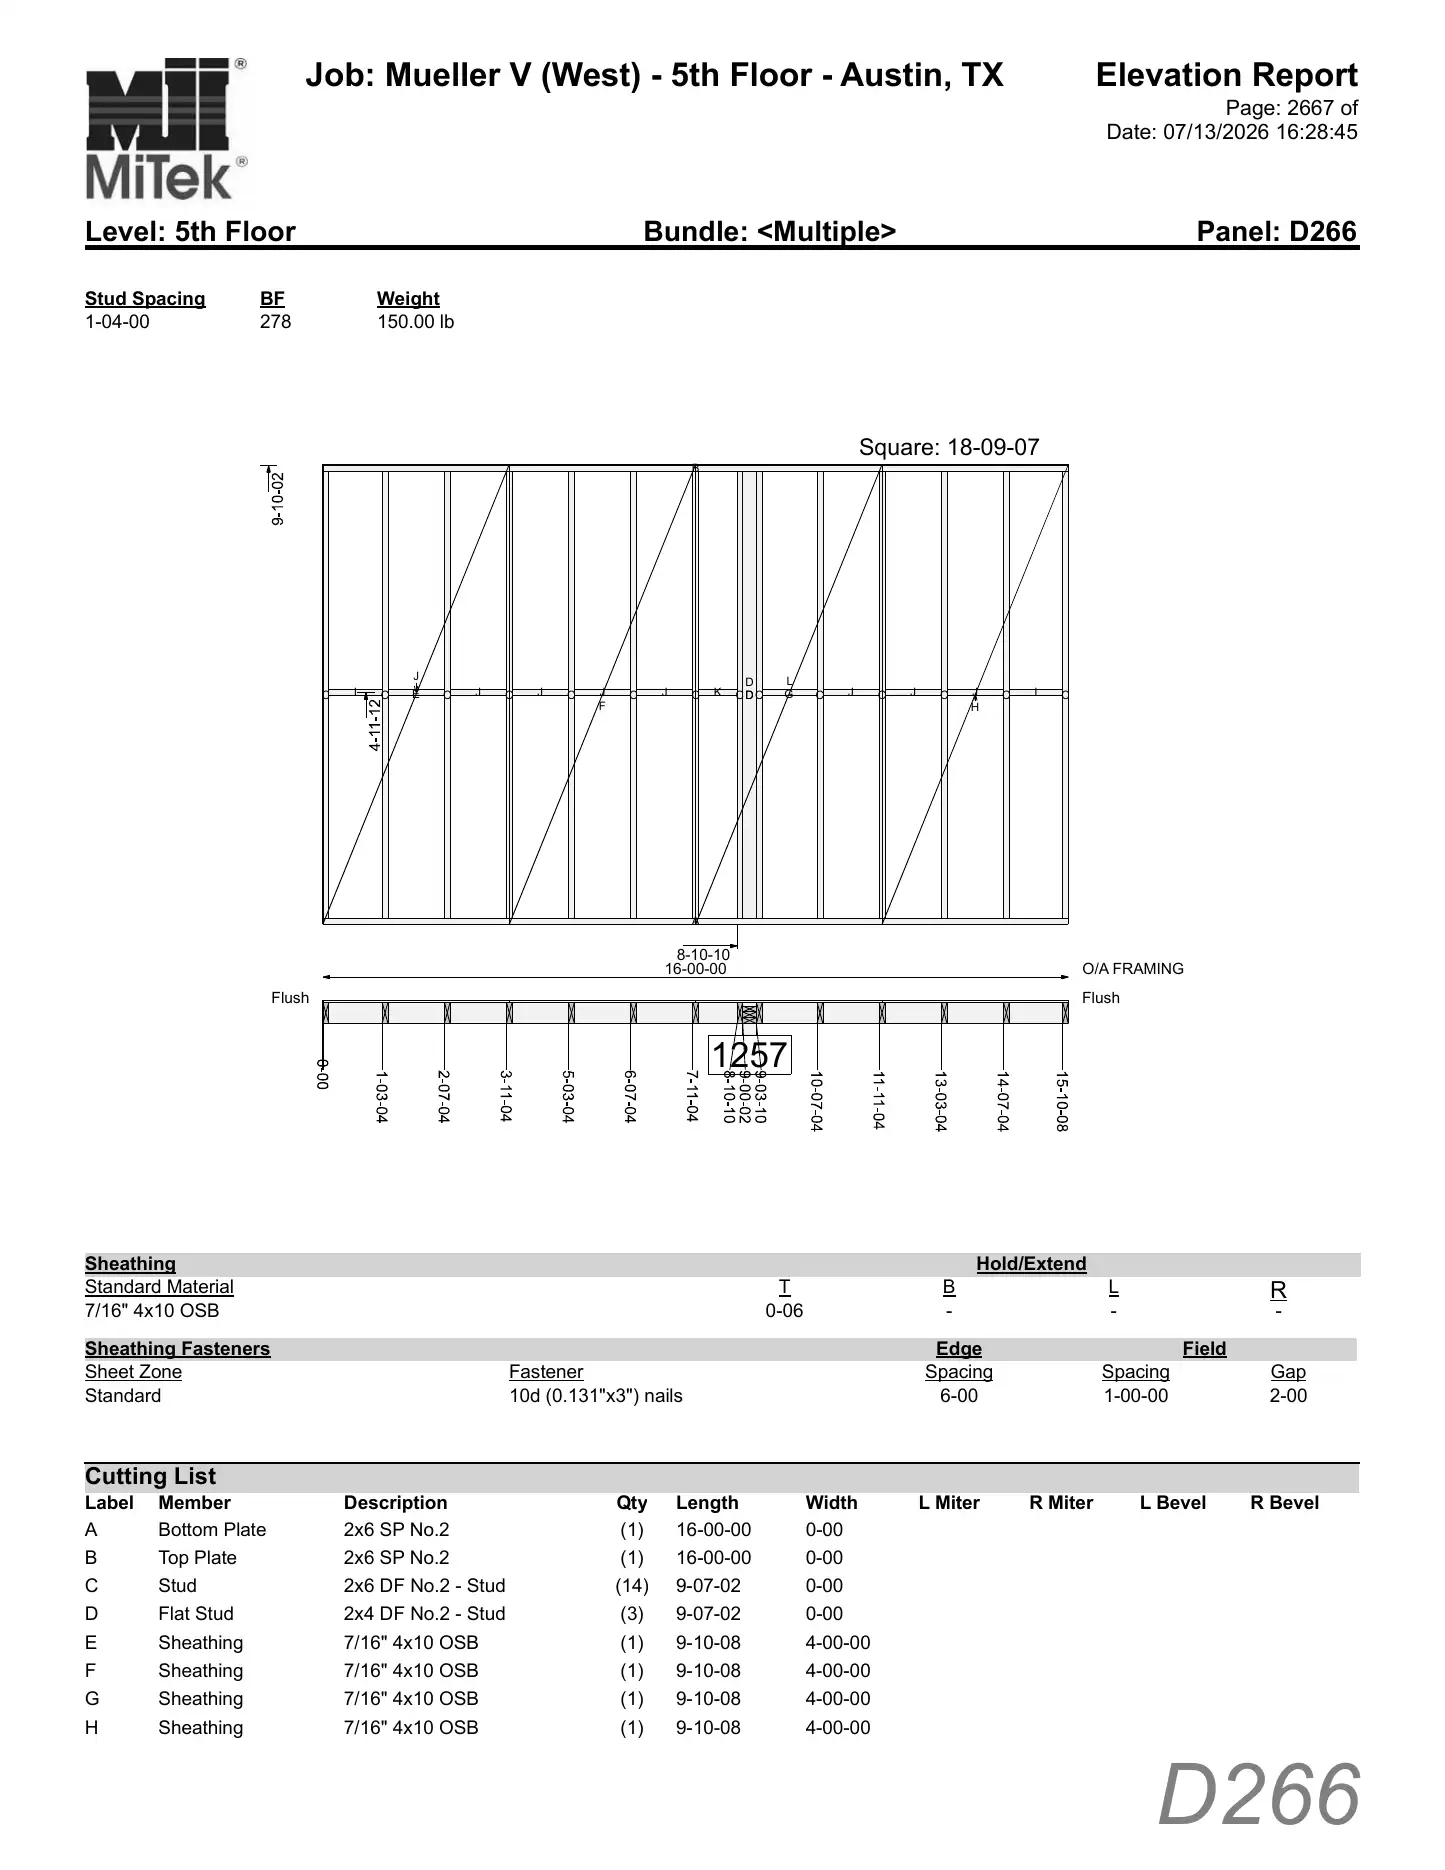 Job: Mueller V (West) - 5th Floor - Austin, TX
Elevation Report
Page: 2667 of
Date: 07/13/2026 16:28:45
MiTek®
Level: 5th Floor Bundle: <Multiple> Panel: D266
Stud Spacing BF Weight
1-04-00 278 150.00 lb
Square: 18-09-07
9-10-02
J D L
I J J J J K D G J J I
F H
4-11-12
8-10-10
16-00-00 O/A FRAMING
Flush Flush
1257
0-00 1-03-04 2-07-04 3-11-04 5-03-04 6-07-04 7-11-04 8-10-10 9-00-02 9-03-10 10-07-04 11-11-04 13-03-04 14-07-04 15-10-08
Sheathing Hold/Extend
Standard Material T B L R
7/16" 4x10 OSB 0-06 - - -
Sheathing Fasteners Edge Field
Sheet Zone Fastener Spacing Spacing Gap
Standard 10d (0.131"x3") nails 6-00 1-00-00 2-00
Cutting List
Label Member Description Qty Length Width L Miter R Miter L Bevel R Bevel
A Bottom Plate 2x6 SP No.2 (1) 16-00-00 0-00
B Top Plate 2x6 SP No.2 (1) 16-00-00 0-00
C Stud 2x6 DF No.2 - Stud (14) 9-07-02 0-00
D Flat Stud 2x4 DF No.2 - Stud (3) 9-07-02 0-00
E Sheathing 7/16" 4x10 OSB (1) 9-10-08 4-00-00
F Sheathing 7/16" 4x10 OSB (1) 9-10-08 4-00-00
G Sheathing 7/16" 4x10 OSB (1) 9-10-08 4-00-00
H Sheathing 7/16" 4x10 OSB (1) 9-10-08 4-00-00
D266